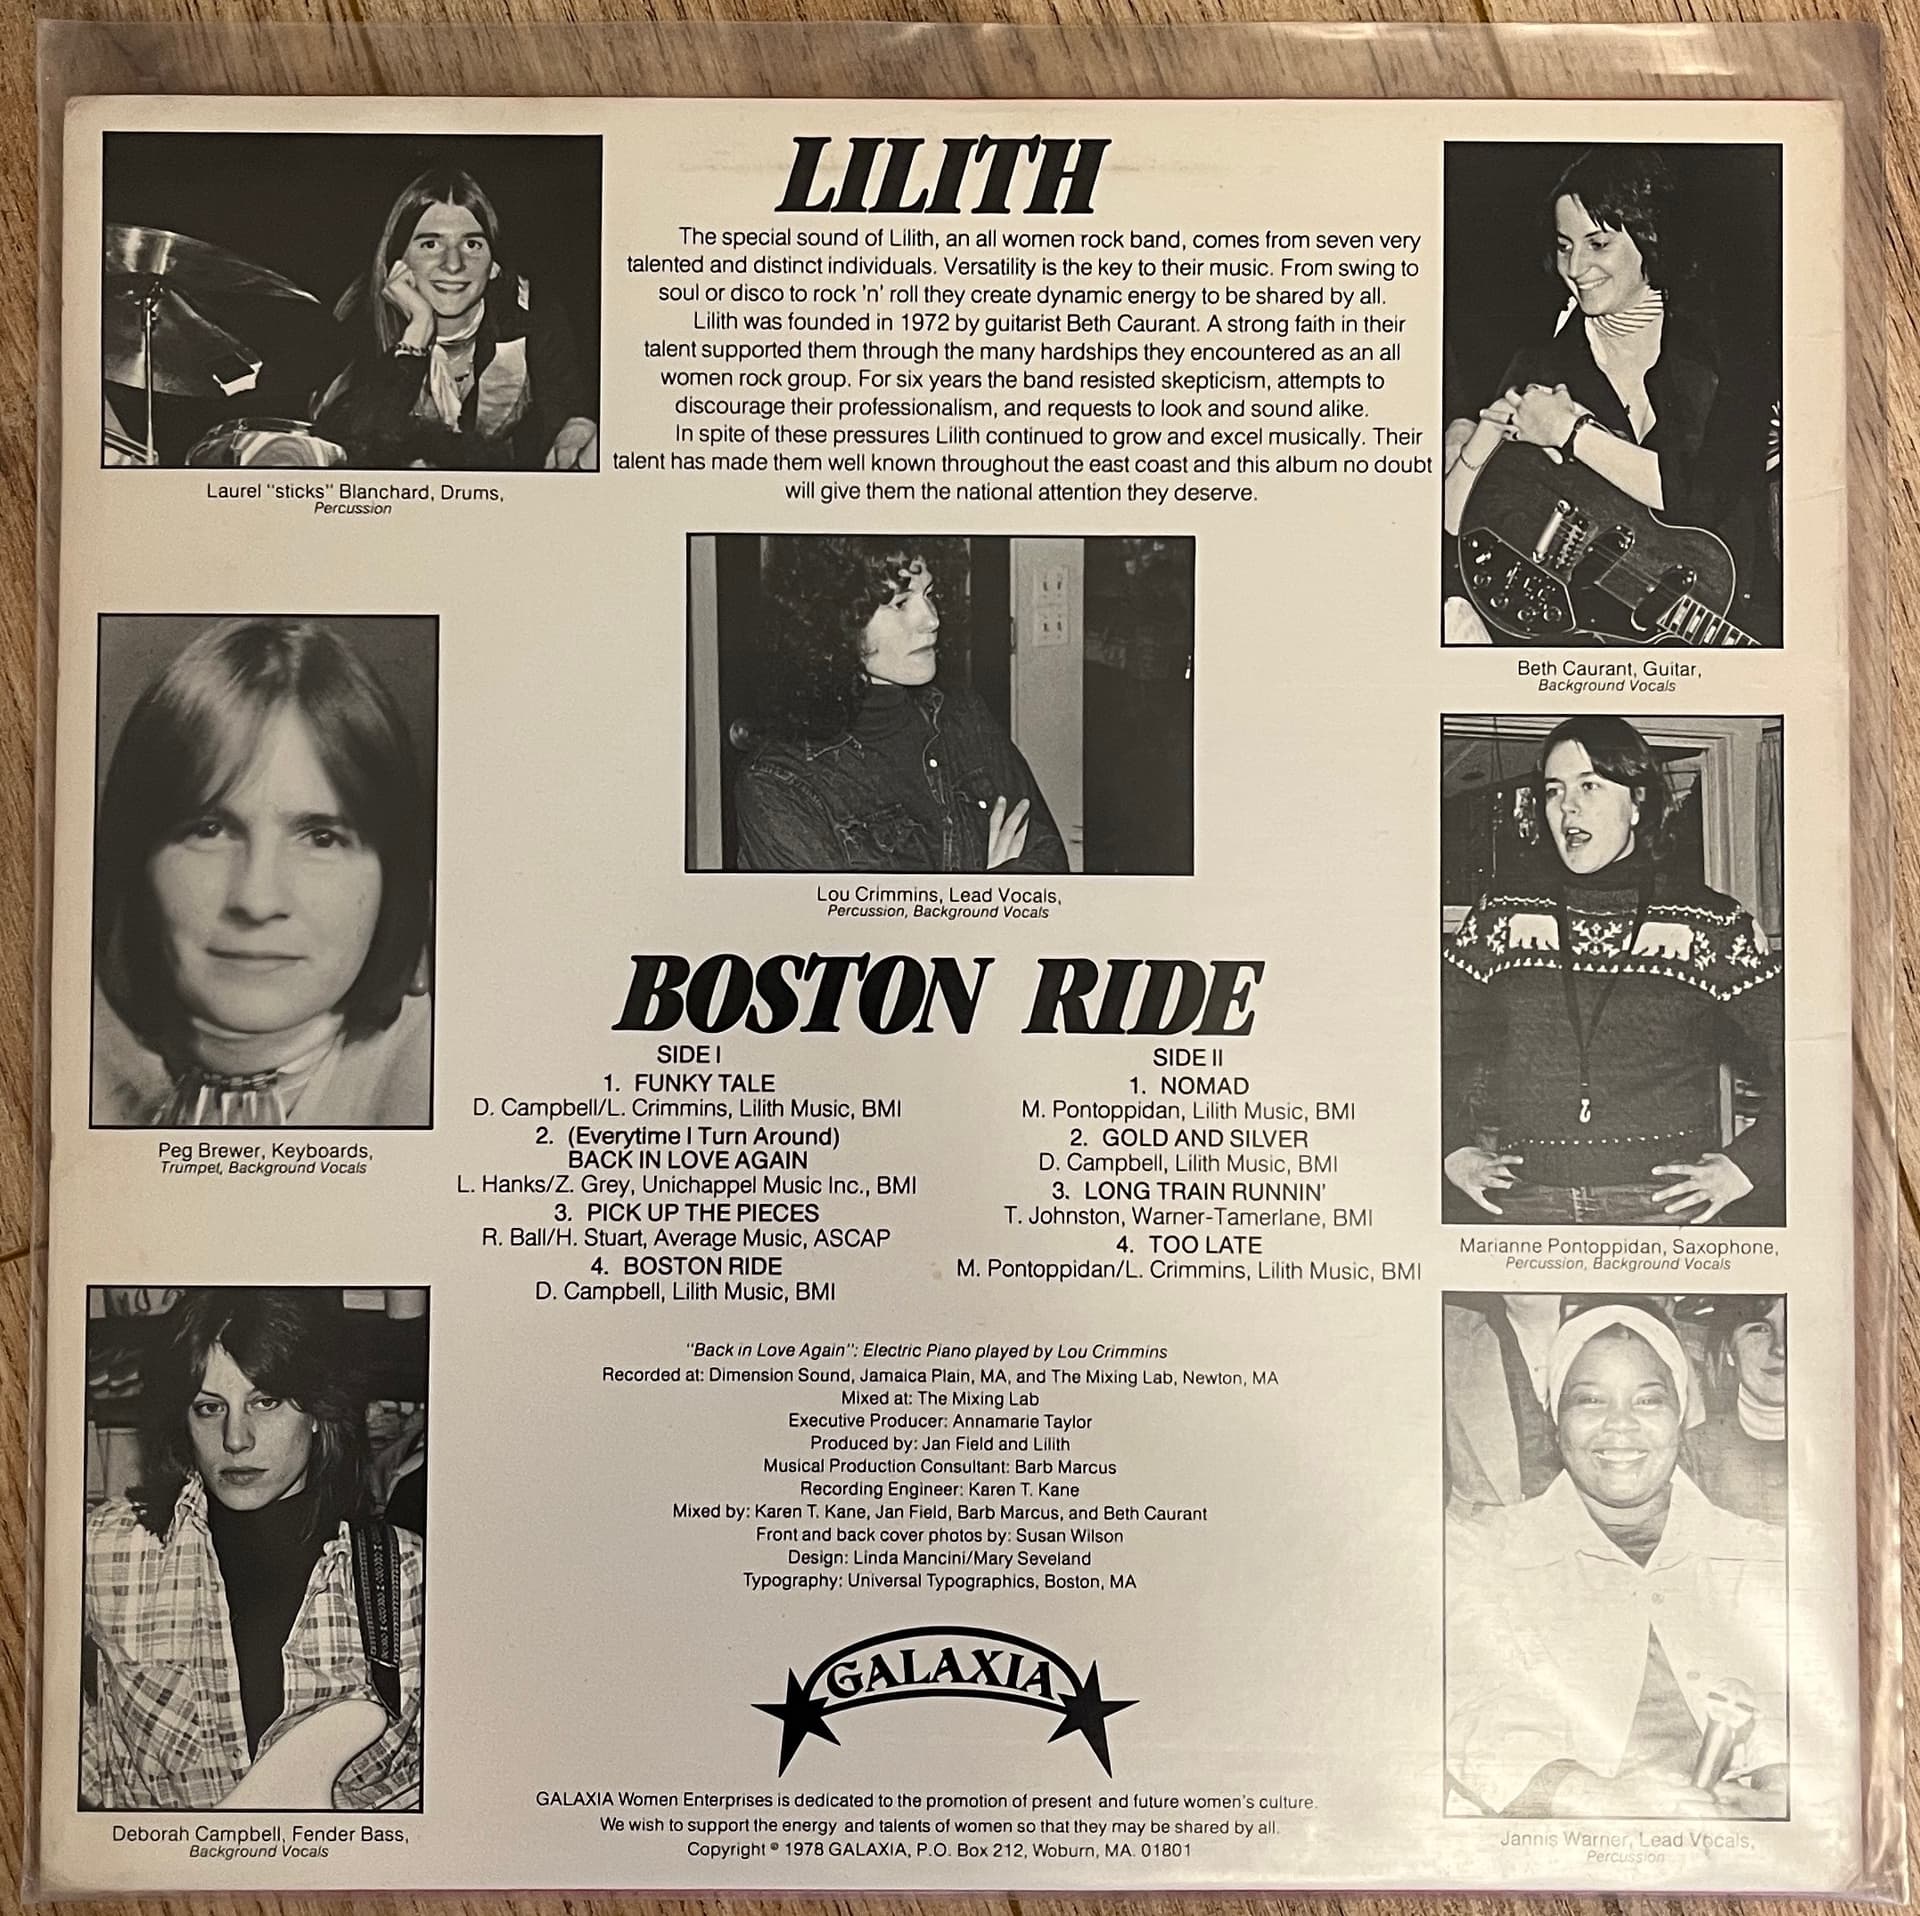 LILITH
The special sound of Lilith, an all women rock band, comes from seven very
talented and distinct individuals. Versatility is the key to their music. From swing to
soul or disco to rock 'n' roll they create dynamic energy to be shared by all.
Lilith was founded in 1972 by guitarist Beth Caurant. A strong faith in their
talent supported them through the many hardships they encountered as an all
women rock group. For six years the band resisted skepticism, attempts to
discourage their professionalism, and requests to look and sound alike.
In spite of these pressures Lilith continued to grow and excel musically. Their
talent has made them well known throughout the east coast and this album no doubt
will give them the national attention they deserve.
Laurel "sticks" Blanchard, Drums,
Percussion
Beth Caurant, Guitar,
Background Vocals
Lou Crimmins, Lead Vocals,
Percussion, Background Vocals
Peg Brewer, Keyboards,
Trumpet, Background Vocals
Marianne Pontoppidan, Saxophone,
Percussion, Background Vocals
BOSTON RIDE
SIDE I
1. FUNKY TALE
D. Campbell/L. Crimmins, Lilith Music, BMI
2. (Everytime I Turn Around)
BACK IN LOVE AGAIN
L. Hanks/Z. Grey, Unichappel Music Inc., BMI
3. PICK UP THE PIECES
R. Ball/H. Stuart, Average Music, ASCAP
4. BOSTON RIDE
D. Campbell, Lilith Music, BMI
SIDE II
1. NOMAD
M. Pontoppidan, Lilith Music, BMI
2. GOLD AND SILVER
D. Campbell, Lilith Music, BMI
3. LONG TRAIN RUNNIN'
T. Johnston, Warner-Tamerlane, BMI
4. TOO LATE
M. Pontoppidan/L. Crimmins, Lilith Music, BMI
"Back in Love Again": Electric Piano played by Lou Crimmins
Recorded at: Dimension Sound, Jamaica Plain, MA, and The Mixing Lab, Newton, MA
Mixed at: The Mixing Lab
Executive Producer: Annamarie Taylor
Produced by: Jan Field and Lilith
Musical Production Consultant: Barb Marcus
Recording Engineer: Karen T. Kane
Mixed by: Karen T. Kane, Jan Field, Barb Marcus, and Beth Caurant
Front and back cover photos by: Susan Wilson
Design: Linda Mancini/Mary Seveland
Typography: Universal Typographics, Boston, MA
GALAXIA
GALAXIA Women Enterprises is dedicated to the promotion of present and future women's culture.
We wish to support the energy and talents of women so that they may be shared by all.
Copyright © 1978 GALAXIA, P.O. Box 212, Woburn, MA. 01801
Deborah Campbell, Fender Bass,
Background Vocals
Jannis Warner, Lead Vocals,
Percussion